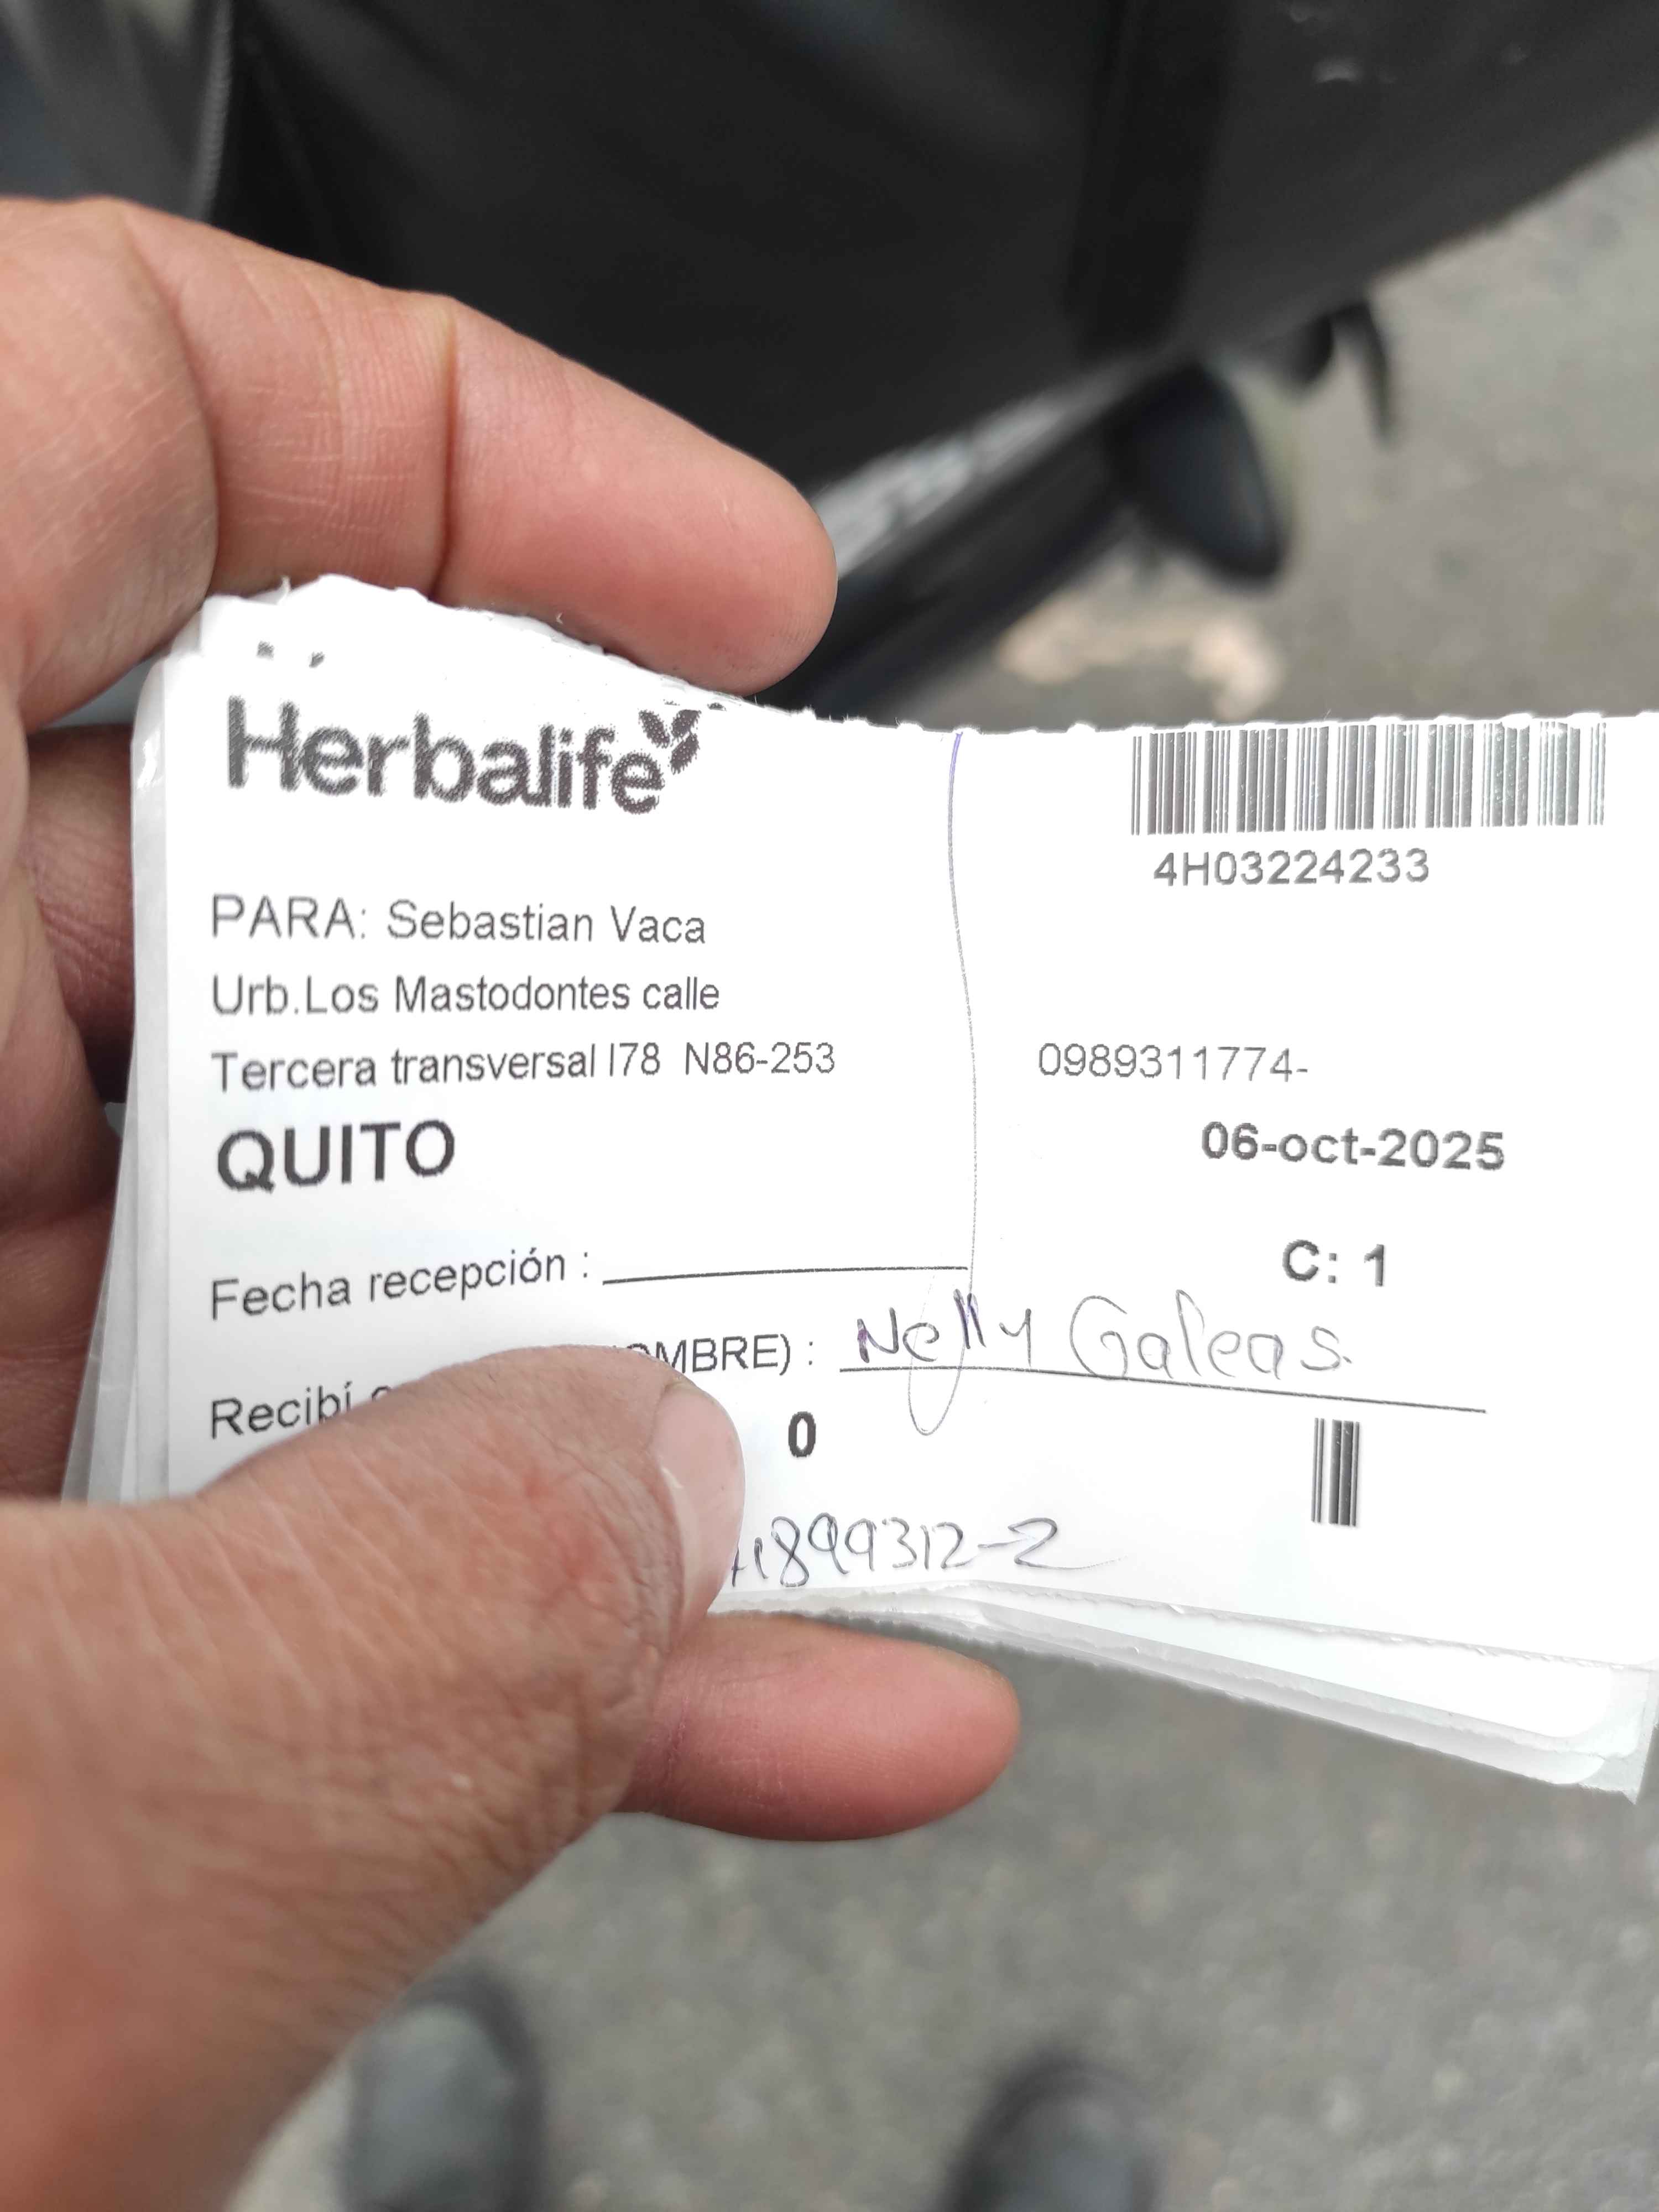 Herbalife
4H03224233
PARA: Sebastian Vaca
Urb.Los Mastodontes calle
Tercera transversal I78 N86-253
0989311774-
QUITO
06-oct-2025
Fecha recepción :
C: 1
Recibí
OMBRE) : Nelly Galeas.
0
1899312-2